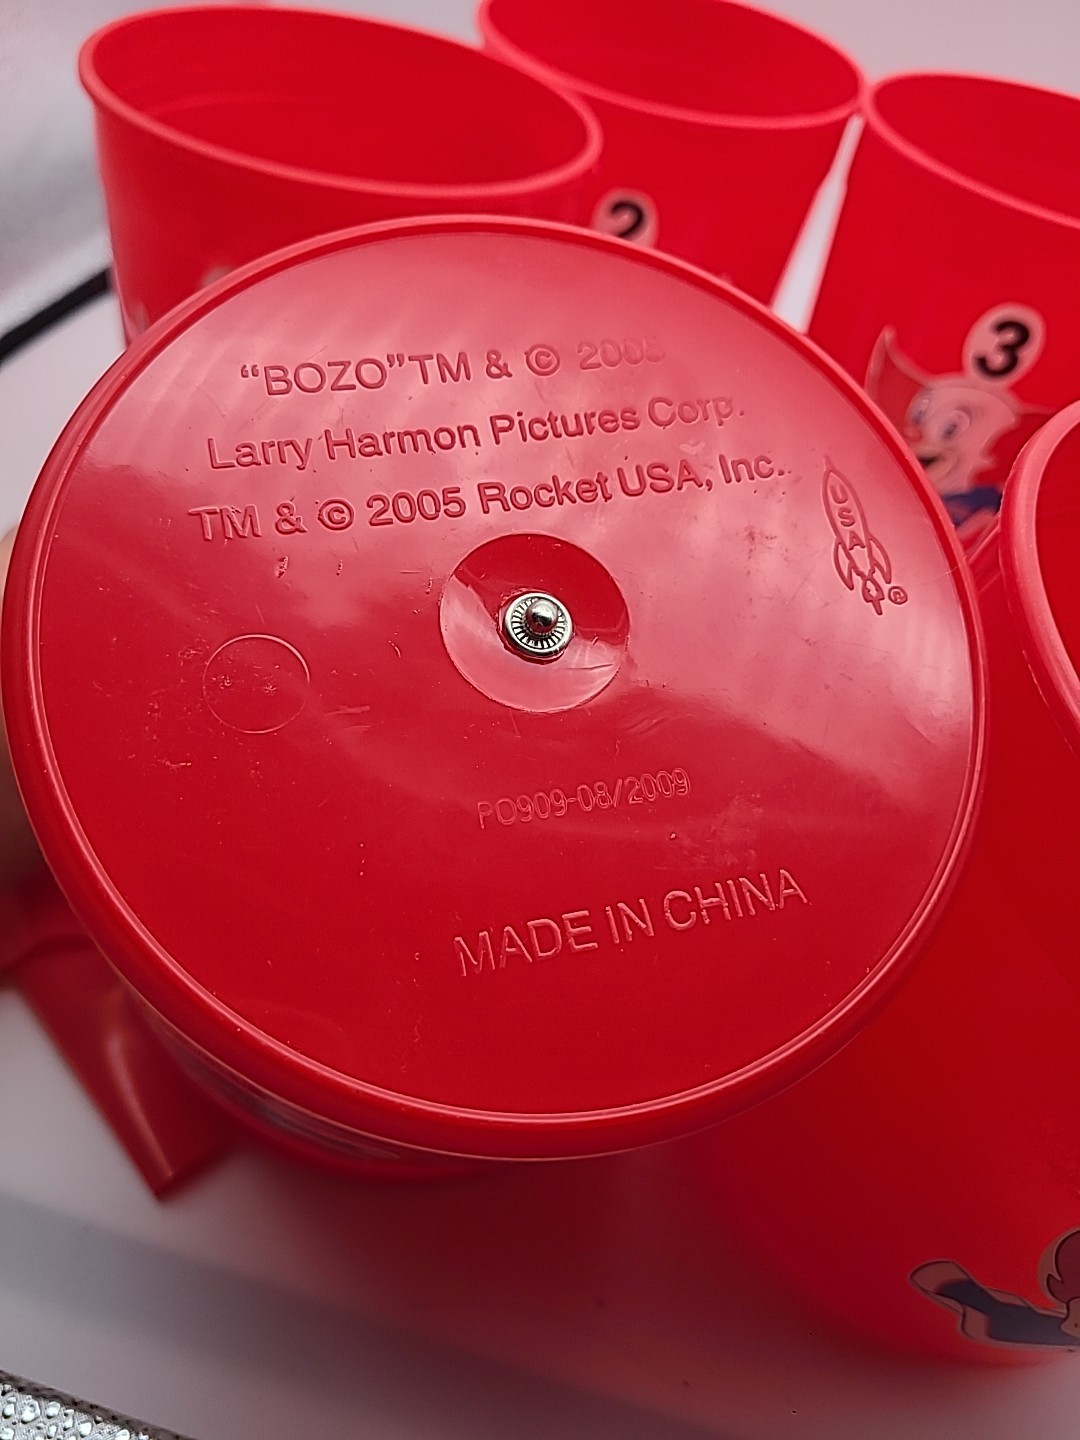 2
3
“BOZO”TM & © 2005
Larry Harmon Pictures Corp.
TM & © 2005 Rocket USA, Inc.
USA
®
PO909-08/2009
MADE IN CHINA